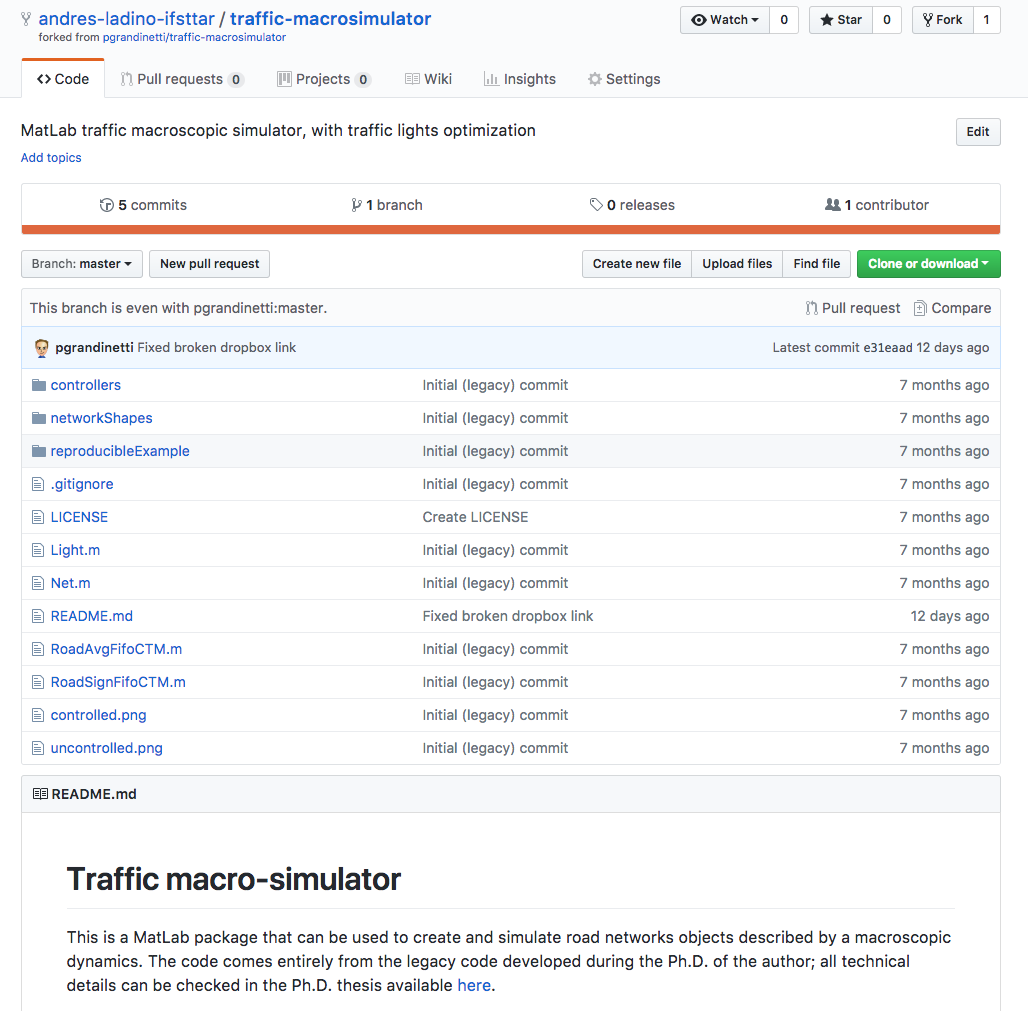 andres-ladino-ifsttar / traffic-macrosimulator
Watch 0 Star 0 Fork 1
forked from pgrandinetti/traffic-macrosimulator
Code Pull requests 0 Projects 0 Wiki Insights Settings
MatLab traffic macroscopic simulator, with traffic lights optimization
Edit
Add topics
5 commits 1 branch 0 releases 1 contributor
Branch: master New pull request Create new file Upload files Find file Clone or download
This branch is even with pgrandinetti:master. Pull request Compare
pgrandinetti Fixed broken dropbox link Latest commit e31eaad 12 days ago
controllers Initial (legacy) commit 7 months ago
networkShapes Initial (legacy) commit 7 months ago
reproducibleExample Initial (legacy) commit 7 months ago
.gitignore Initial (legacy) commit 7 months ago
LICENSE Create LICENSE 7 months ago
Light.m Initial (legacy) commit 7 months ago
Net.m Initial (legacy) commit 7 months ago
README.md Fixed broken dropbox link 12 days ago
RoadAvgFifoCTM.m Initial (legacy) commit 7 months ago
RoadSignFifoCTM.m Initial (legacy) commit 7 months ago
controlled.png Initial (legacy) commit 7 months ago
uncontrolled.png Initial (legacy) commit 7 months ago
README.md
Traffic macro-simulator
This is a MatLab package that can be used to create and simulate road networks objects described by a macroscopic
dynamics. The code comes entirely from the legacy code developed during the Ph.D. of the author; all technical
details can be checked in the Ph.D. thesis available here.